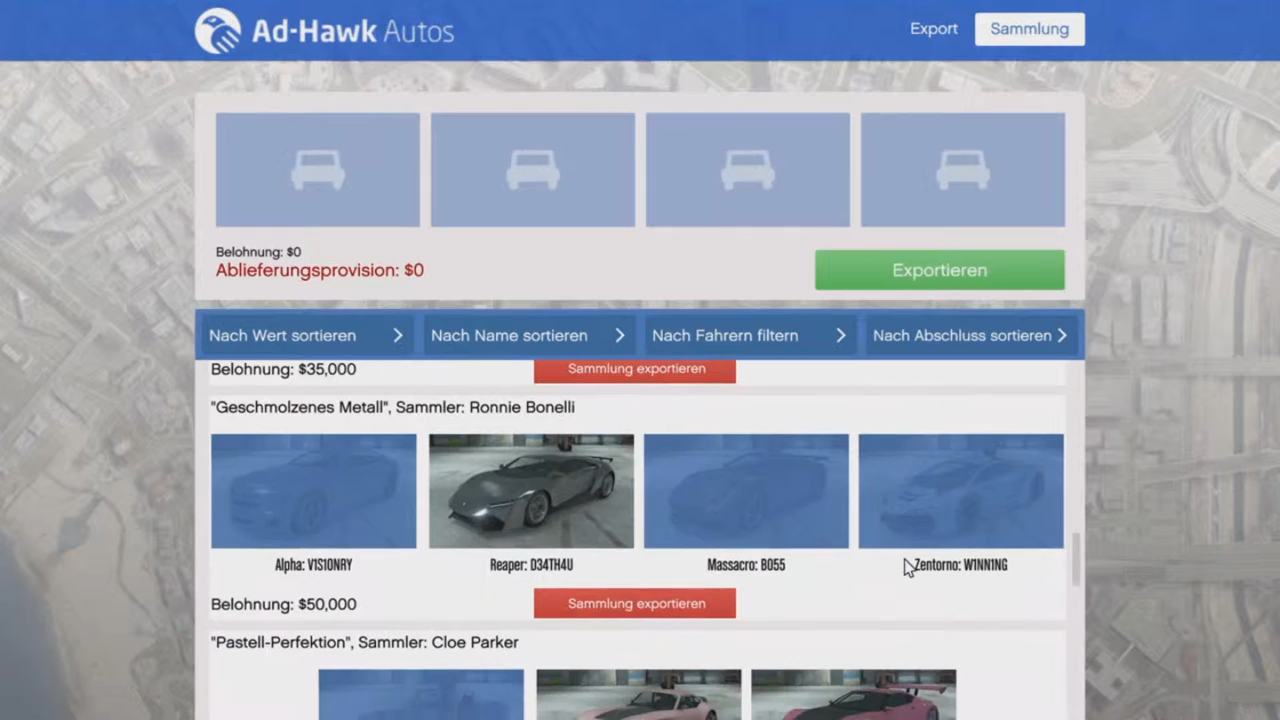 Ad-Hawk Autos
Export
Sammlung
Belohnung: $0
Ablieferungsprovision: $0
Exportieren
Nach Wert sortieren
Nach Name sortieren
Nach Fahrern filtern
Nach Abschluss sortieren
Belohnung: $35,000
Sammlung exportieren
"Geschmolzenes Metall", Sammler: Ronnie Bonelli
Alpha: V1S10NRY
Reaper: D34TH4U
Massacro: B055
Zentorno: W1NN1NG
Belohnung: $50,000
Sammlung exportieren
"Pastell-Perfektion", Sammler: Cloe Parker